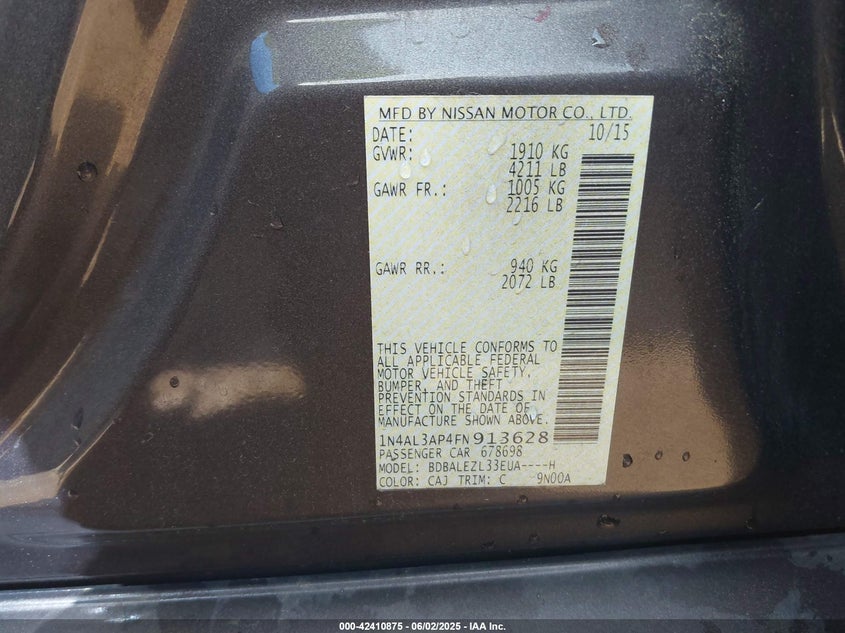 MFD BY NISSAN MOTOR CO., LTD.
DATE: 10/15
GVWR: 1910 KG
4211 LB
GAWR FR.: 1005 KG
2216 LB
GAWR RR.: 940 KG
2072 LB
THIS VEHICLE CONFORMS TO
ALL APPLICABLE FEDERAL
MOTOR VEHICLE SAFETY,
BUMPER, AND THEFT
PREVENTION STANDARDS IN
EFFECT ON THE DATE OF
MANUFACTURE SHOWN ABOVE.
1N4AL3AP4FN913628
PASSENGER CAR 678698
MODEL: BDBALEZL33EUA----H
COLOR: CAJ TRIM: C 9N00A
000-42410875 - 06/02/2025 - IAA Inc.